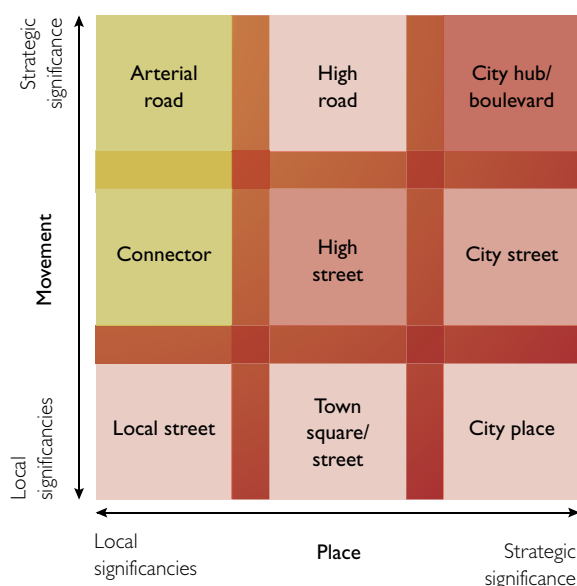 Strategic
significance
Movement
Local
significancies
Arterial
road
High
road
City hub/
boulevard
Connector
High
street
City street
Local street
Town
square/
street
City place
Local
significancies
Place
Strategic
significance